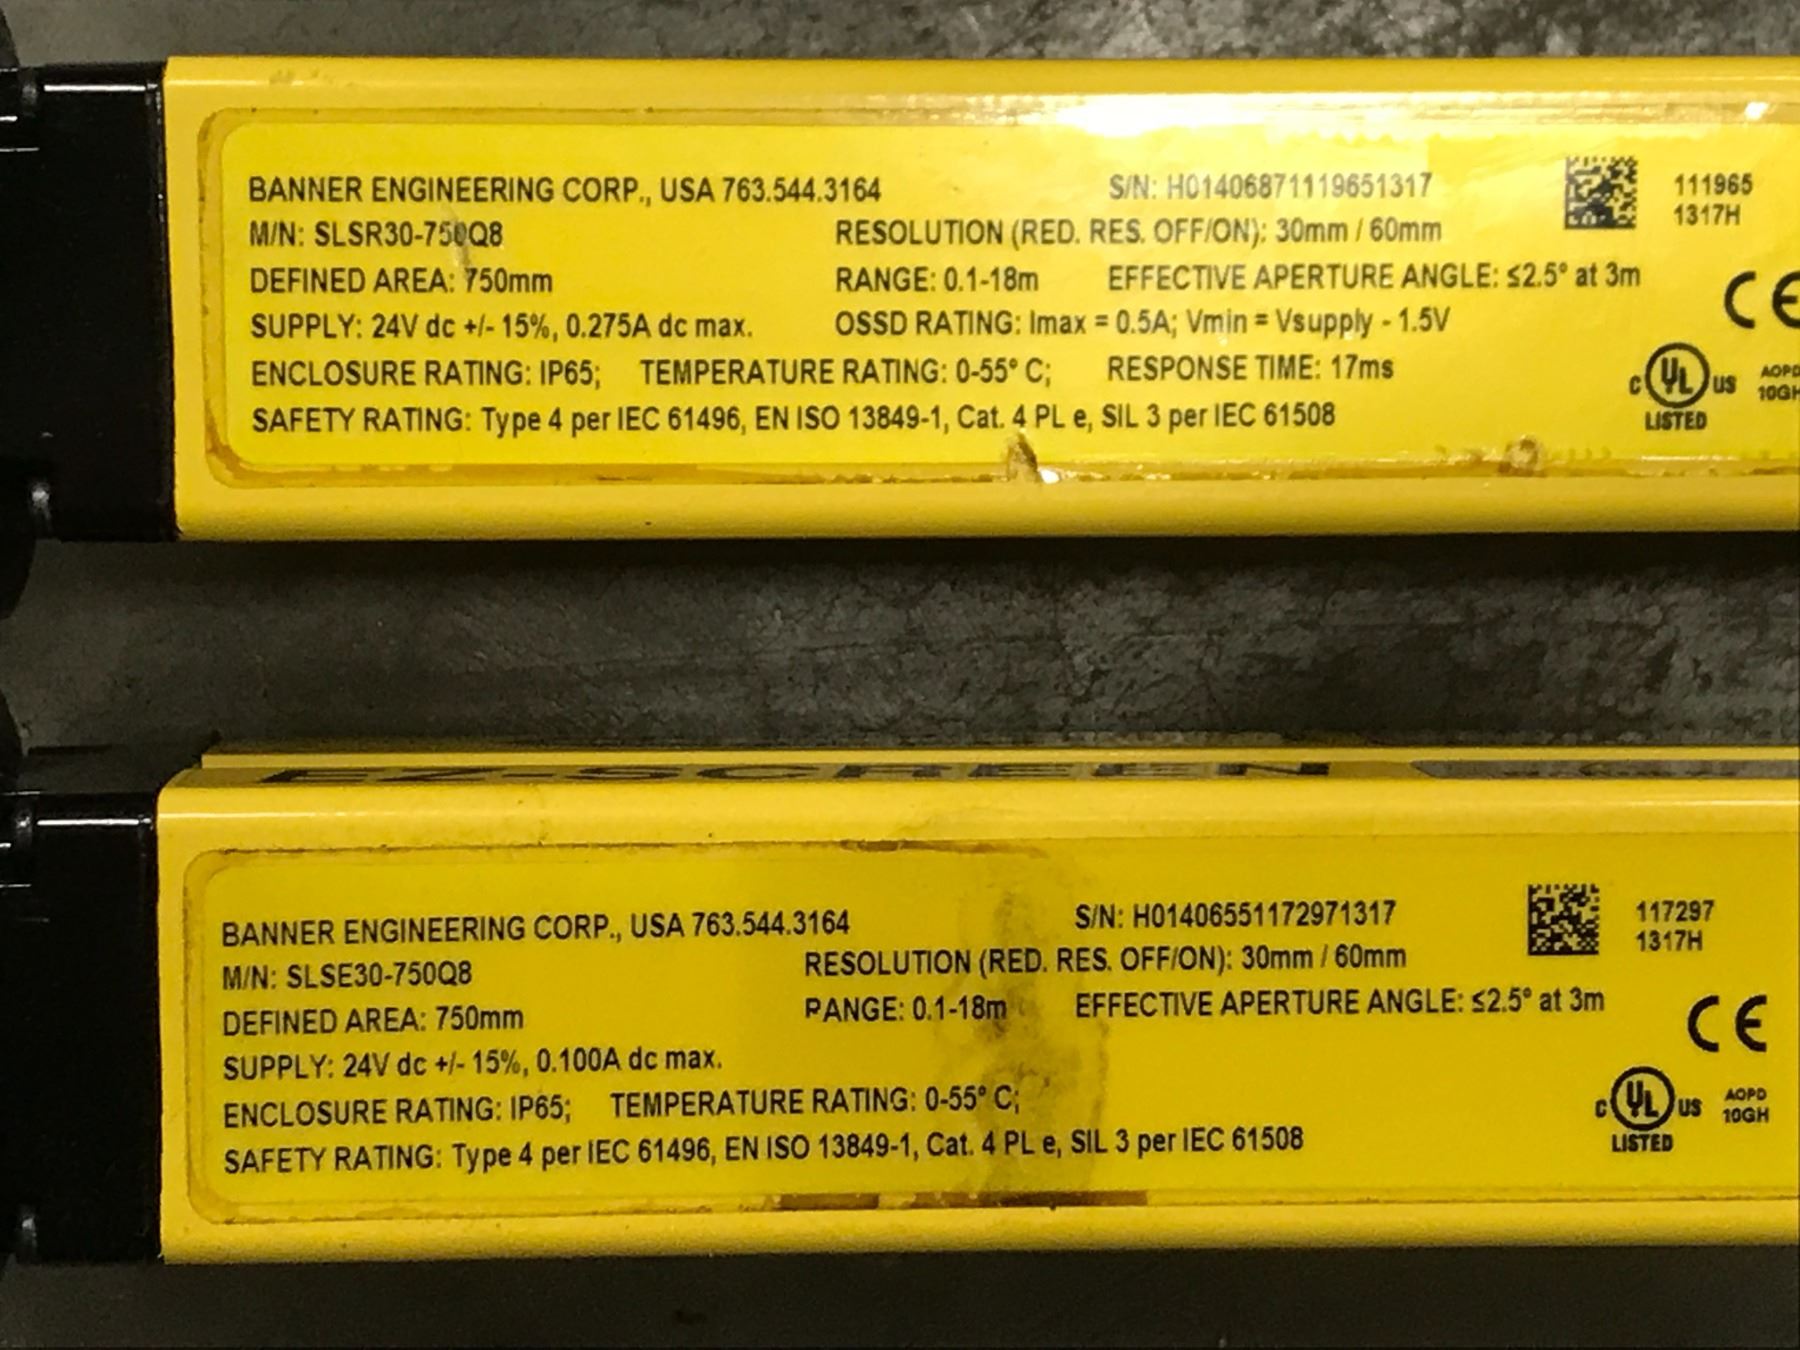 BANNER ENGINEERING CORP., USA 763.544.3164 S/N: H01406871119651317 111965
M/N: SLSR30-750Q8 RESOLUTION (RED. RES. OFF/ON): 30mm / 60mm 1317H
DEFINED AREA: 750mm RANGE: 0.1-18m EFFECTIVE APERTURE ANGLE: ≤2.5° at 3m
CE
SUPPLY: 24V dc +/- 15%, 0.275A dc max. OSSD RATING: Imax = 0.5A; Vmin = Vsupply - 1.5V
ENCLOSURE RATING: IP65; TEMPERATURE RATING: 0-55° C; RESPONSE TIME: 17ms
C UL US AOPD
10GH
SAFETY RATING: Type 4 per IEC 61496, EN ISO 13849-1, Cat. 4 PL e, SIL 3 per IEC 61508 LISTED
EZ-SCREEN
BANNER ENGINEERING CORP., USA 763.544.3164 S/N: H01406551172971317 117297
M/N: SLSE30-750Q8 RESOLUTION (RED. RES. OFF/ON): 30mm / 60mm 1317H
DEFINED AREA: 750mm RANGE: 0.1-18m EFFECTIVE APERTURE ANGLE: ≤2.5° at 3m
CE
SUPPLY: 24V dc +/- 15%, 0.100A dc max.
ENCLOSURE RATING: IP65; TEMPERATURE RATING: 0-55° C;
C UL US AOPD
10GH
SAFETY RATING: Type 4 per IEC 61496, EN ISO 13849-1, Cat. 4 PL e, SIL 3 per IEC 61508 LISTED